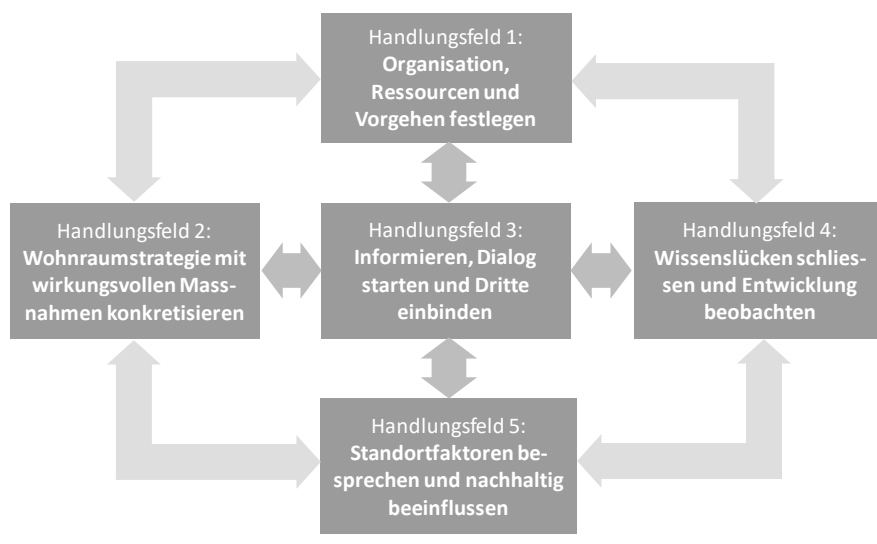 Handlungsfeld 1:
Organisation,
Ressourcen und
Vorgehen festlegen
Handlungsfeld 2:
Wohnraumstrategie mit
wirkungsvollen Mass-
nahmen konkretisieren
Handlungsfeld 3:
Informieren, Dialog
starten und Dritte
einbinden
Handlungsfeld 4:
Wissenslücken schlies-
sen und Entwicklung
beobachten
Handlungsfeld 5:
Standortfaktoren be-
sprechen und nachhaltig
beeinflussen